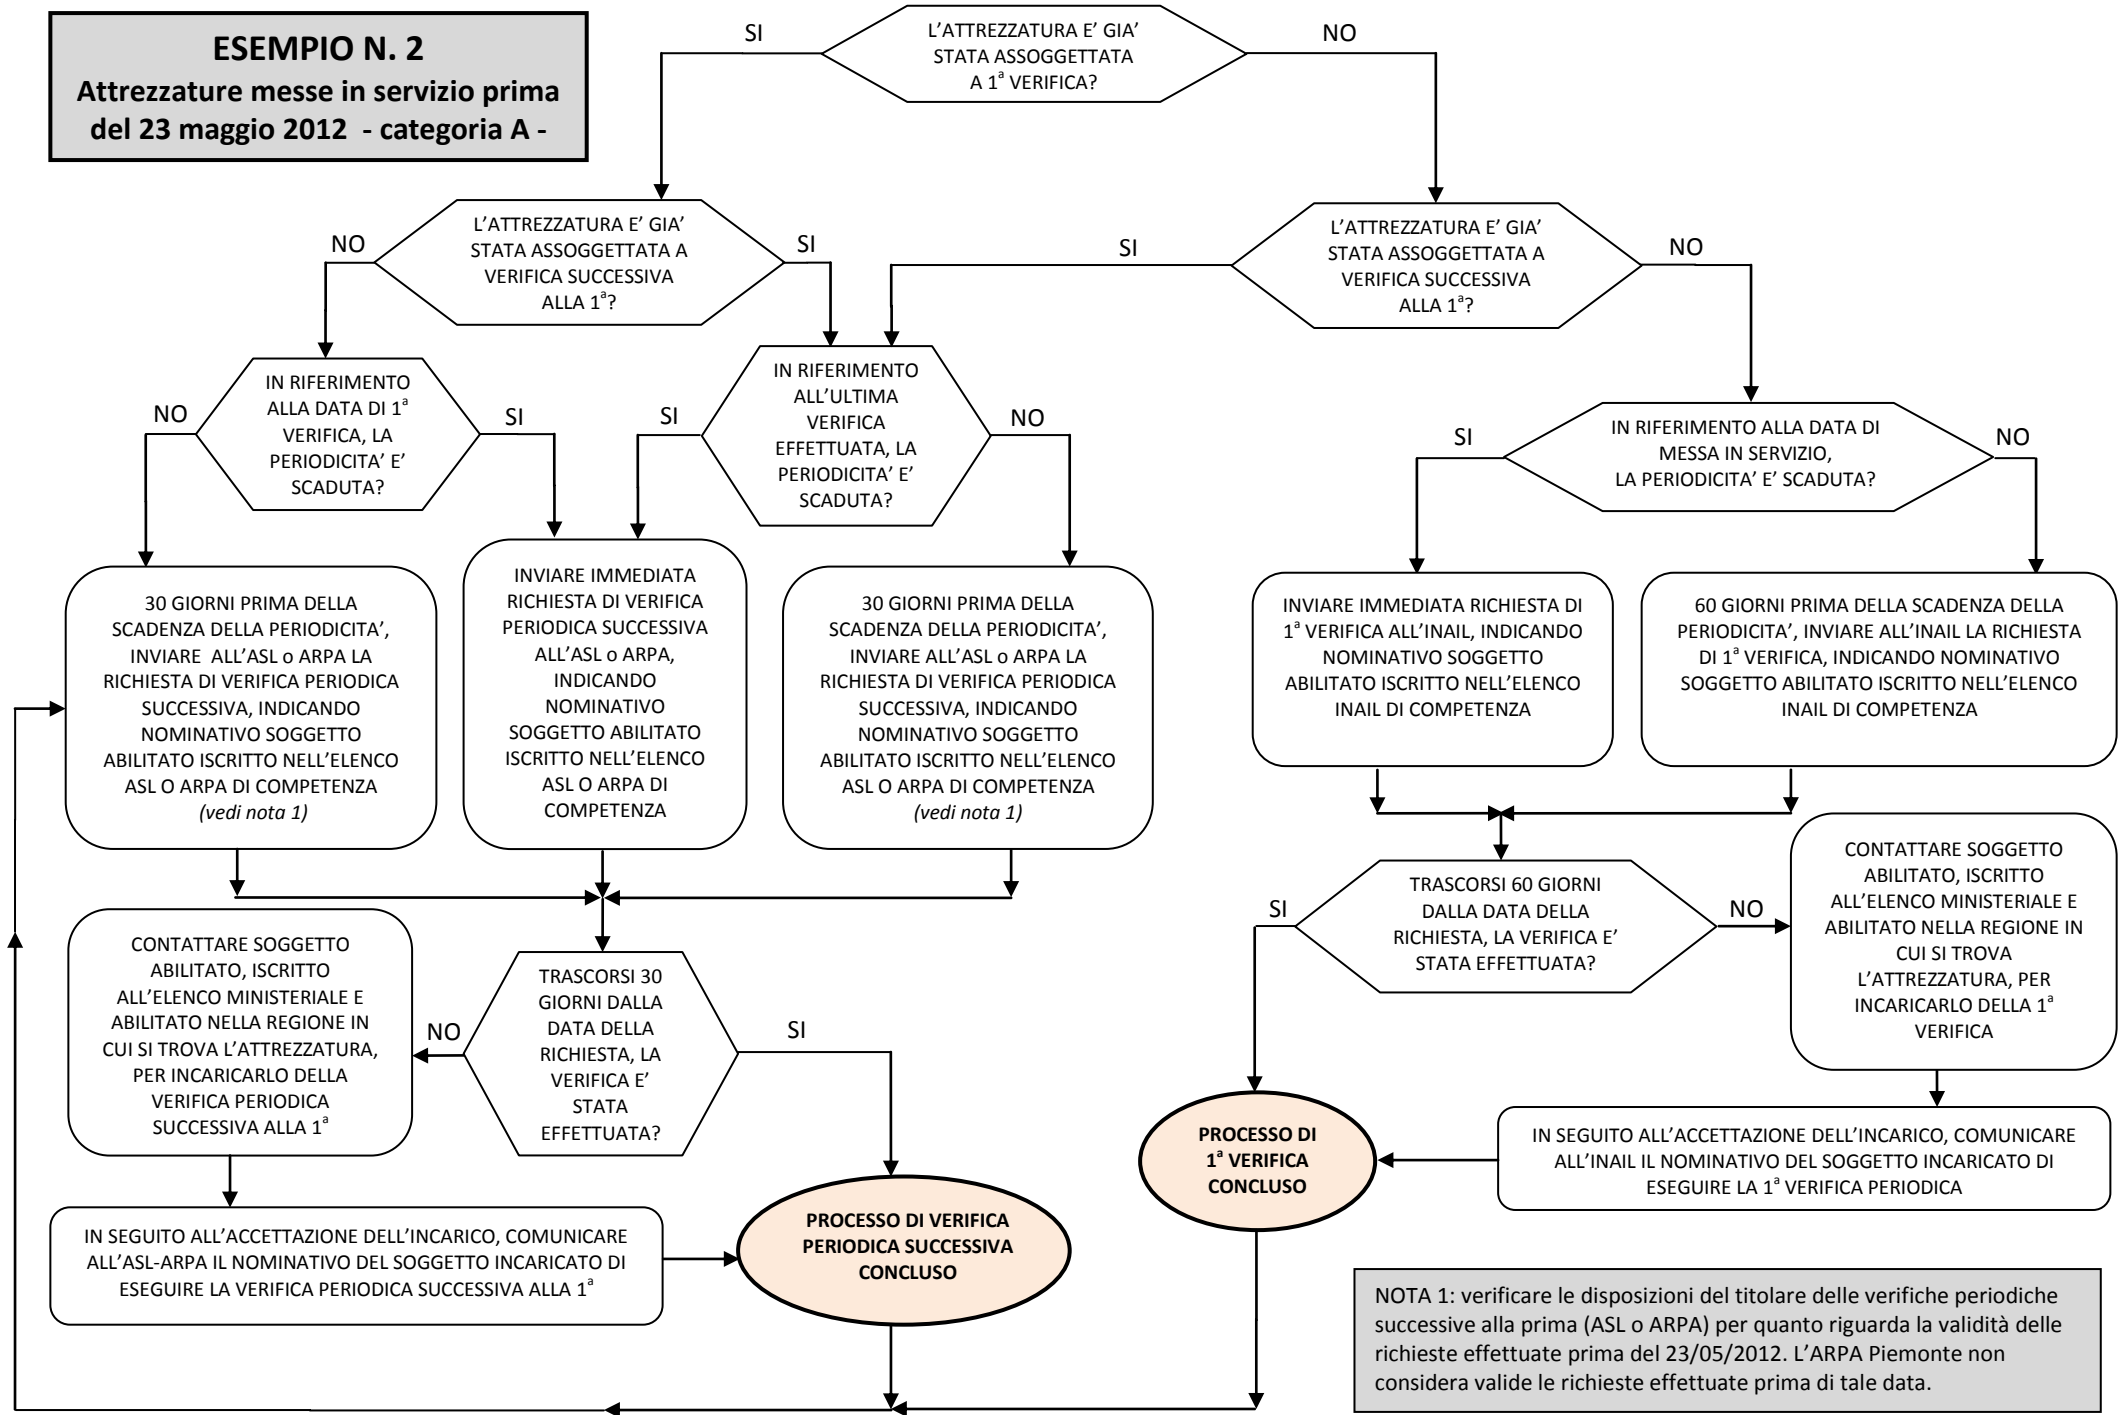 ESEMPIO N. 2
Attrezzature messe in servizio prima
del 23 maggio 2012 - categoria A -
SI
L’ATTREZZATURA E’ GIA’
STATA ASSOGGETTATA
A 1ª VERIFICA?
NO
NO
L’ATTREZZATURA E’ GIA’
STATA ASSOGGETTATA A
VERIFICA SUCCESSIVA
ALLA 1ª?
SI
SI
L’ATTREZZATURA E’ GIA’
STATA ASSOGGETTATA A
VERIFICA SUCCESSIVA
ALLA 1ª?
NO
NO
IN RIFERIMENTO
ALLA DATA DI 1ª
VERIFICA, LA
PERIODICITA’ E’
SCADUTA?
SI
SI
IN RIFERIMENTO
ALL’ULTIMA
VERIFICA
EFFETTUATA, LA
PERIODICITA’ E’
SCADUTA?
NO
SI
IN RIFERIMENTO ALLA DATA DI
MESSA IN SERVIZIO,
LA PERIODICITA’ E’ SCADUTA?
NO
30 GIORNI PRIMA DELLA
SCADENZA DELLA PERIODICITA’,
INVIARE ALL’ASL o ARPA LA
RICHIESTA DI VERIFICA PERIODICA
SUCCESSIVA, INDICANDO
NOMINATIVO SOGGETTO
ABILITATO ISCRITTO NELL’ELENCO
ASL O ARPA DI COMPETENZA
(vedi nota 1)
INVIARE IMMEDIATA
RICHIESTA DI VERIFICA
PERIODICA SUCCESSIVA
ALL’ASL o ARPA,
INDICANDO
NOMINATIVO
SOGGETTO ABILITATO
ISCRITTO NELL’ELENCO
ASL O ARPA DI
COMPETENZA
30 GIORNI PRIMA DELLA
SCADENZA DELLA PERIODICITA’,
INVIARE ALL’ASL o ARPA LA
RICHIESTA DI VERIFICA PERIODICA
SUCCESSIVA, INDICANDO
NOMINATIVO SOGGETTO
ABILITATO ISCRITTO NELL’ELENCO
ASL O ARPA DI COMPETENZA
(vedi nota 1)
INVIARE IMMEDIATA RICHIESTA DI
1ª VERIFICA ALL’INAIL, INDICANDO
NOMINATIVO SOGGETTO
ABILITATO ISCRITTO NELL’ELENCO
INAIL DI COMPETENZA
60 GIORNI PRIMA DELLA SCADENZA DELLA
PERIODICITA’, INVIARE ALL’INAIL LA RICHIESTA
DI 1ª VERIFICA, INDICANDO NOMINATIVO
SOGGETTO ABILITATO ISCRITTO NELL’ELENCO
INAIL DI COMPETENZA
CONTATTARE SOGGETTO
ABILITATO, ISCRITTO
ALL’ELENCO MINISTERIALE E
ABILITATO NELLA REGIONE IN
CUI SI TROVA L’ATTREZZATURA,
PER INCARICARLO DELLA
VERIFICA PERIODICA
SUCCESSIVA ALLA 1ª
NO
TRASCORSI 30
GIORNI DALLA
DATA DELLA
RICHIESTA, LA
VERIFICA E’
STATA
EFFETTUATA?
SI
SI
TRASCORSI 60 GIORNI
DALLA DATA DELLA
RICHIESTA, LA VERIFICA E’
STATA EFFETTUATA?
NO
CONTATTARE SOGGETTO
ABILITATO, ISCRITTO
ALL’ELENCO MINISTERIALE E
ABILITATO NELLA REGIONE IN
CUI SI TROVA
L’ATTREZZATURA, PER
INCARICARLO DELLA 1ª
VERIFICA
IN SEGUITO ALL’ACCETTAZIONE DELL’INCARICO, COMUNICARE
ALL’ASL-ARPA IL NOMINATIVO DEL SOGGETTO INCARICATO DI
ESEGUIRE LA VERIFICA PERIODICA SUCCESSIVA ALLA 1ª
PROCESSO DI VERIFICA
PERIODICA SUCCESSIVA
CONCLUSO
PROCESSO DI
1ª VERIFICA
CONCLUSO
IN SEGUITO ALL’ACCETTAZIONE DELL’INCARICO, COMUNICARE
ALL’INAIL IL NOMINATIVO DEL SOGGETTO INCARICATO DI
ESEGUIRE LA 1ª VERIFICA PERIODICA
NOTA 1: verificare le disposizioni del titolare delle verifiche periodiche
successive alla prima (ASL o ARPA) per quanto riguarda la validità delle
richieste effettuate prima del 23/05/2012. L’ARPA Piemonte non
considera valide le richieste effettuate prima di tale data.